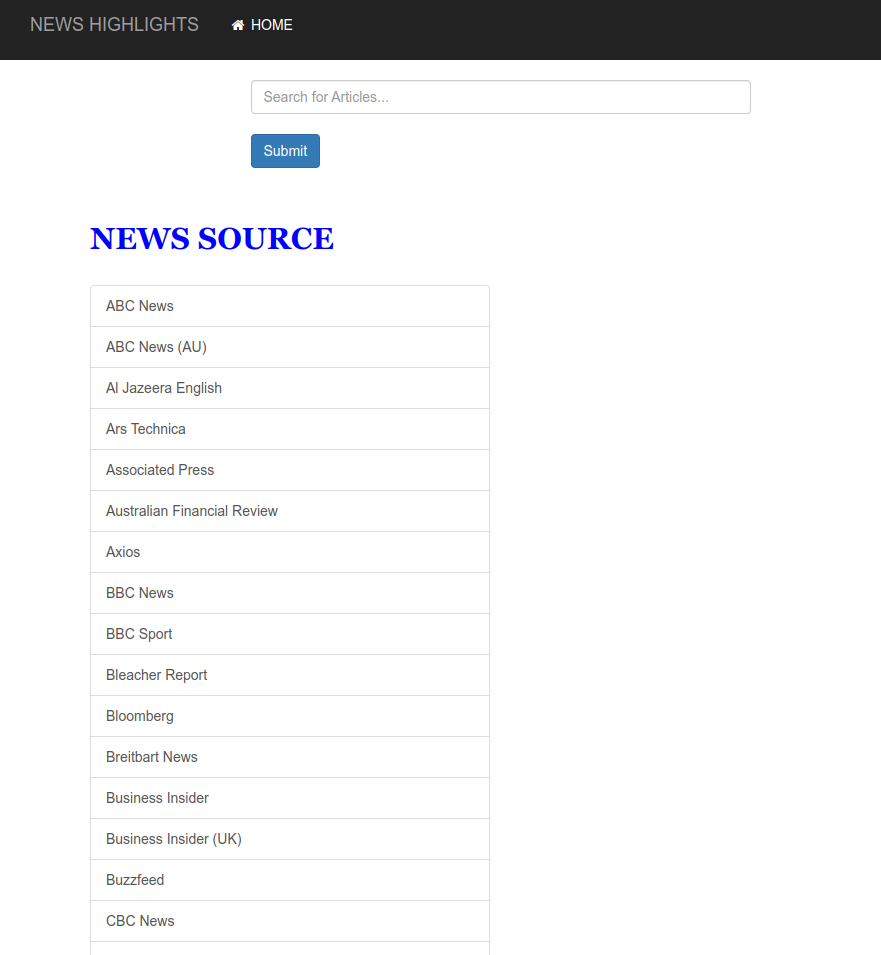 NEWS HIGHLIGHTS HOME
Search for Articles...
Submit
NEWS SOURCE
ABC News
ABC News (AU)
Al Jazeera English
Ars Technica
Associated Press
Australian Financial Review
Axios
BBC News
BBC Sport
Bleacher Report
Bloomberg
Breitbart News
Business Insider
Business Insider (UK)
Buzzfeed
CBC News